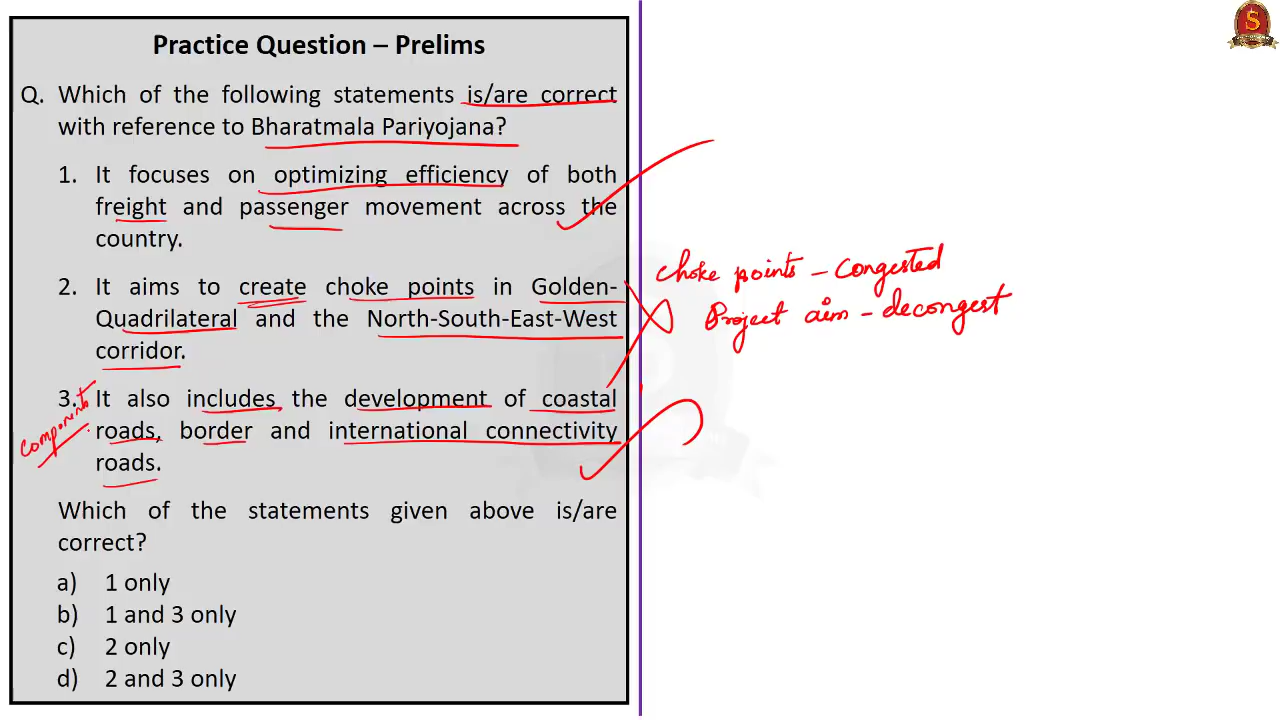 Practice Question – Prelims
Q. Which of the following statements is/are correct
with reference to Bharatmala Pariyojana?
1. It focuses on optimizing efficiency of both
freight and passenger movement across the
country.
2. It aims to create choke points in Golden-
Quadrilateral and the North-South-East-West
corridor.
3. It also includes the development of coastal
roads, border and international connectivity
roads.
Components
Which of the statements given above is/are
correct?
a) 1 only
b) 1 and 3 only
c) 2 only
d) 2 and 3 only
Choke points – Congested
Project aim – decongest
S